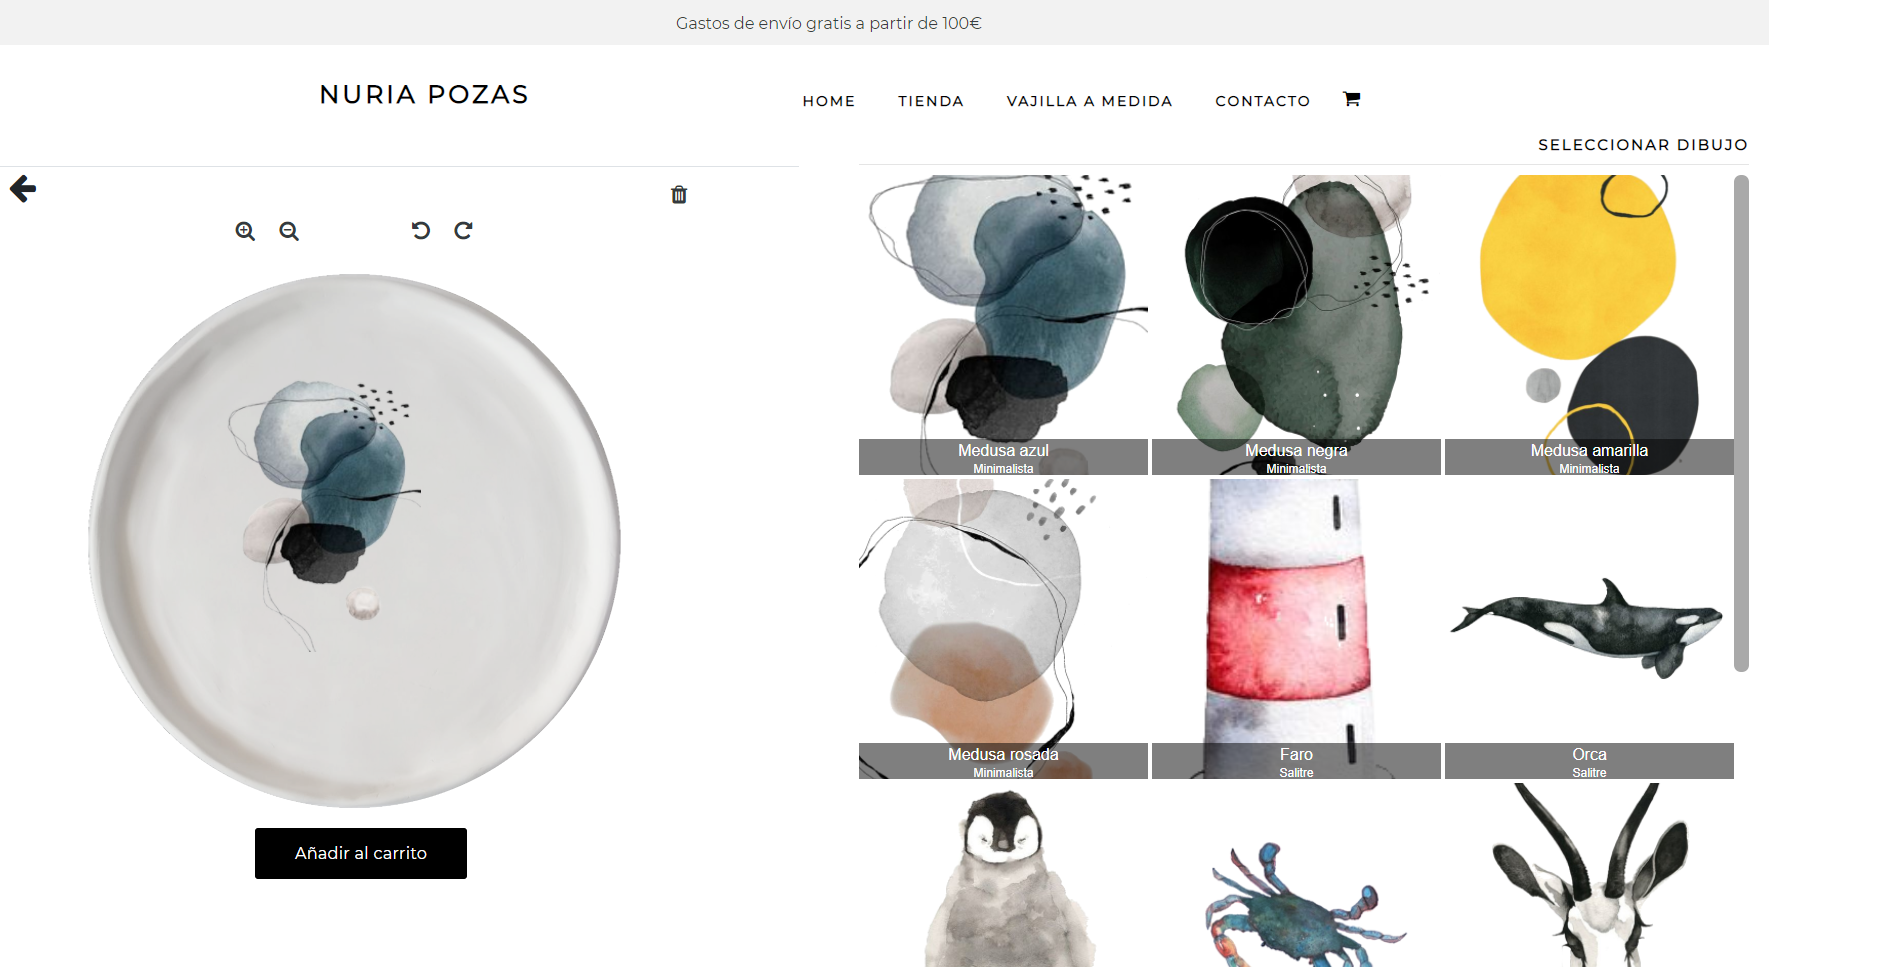 Gastos de envío gratis a partir de 100€
NURIA POZAS
HOME TIENDA VAJILLA A MEDIDA CONTACTO
SELECCIONAR DIBUJO
Medusa azul
Minimalista
Medusa negra
Minimalista
Medusa amarilla
Minimalista
Medusa rosada
Minimalista
Faro
Salitre
Orca
Salitre
Añadir al carrito